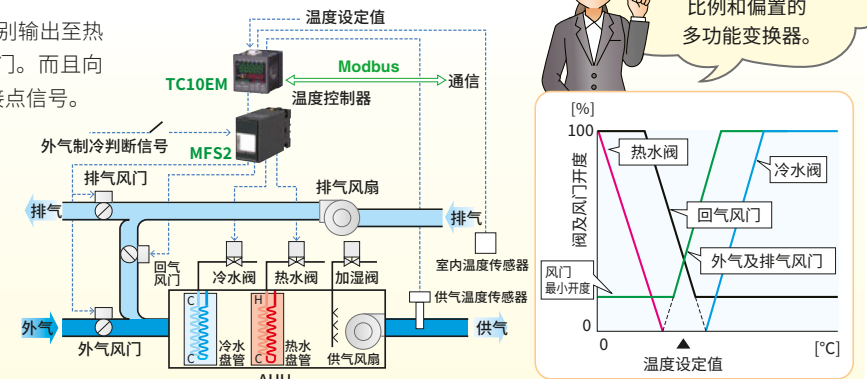 别输出至热
门。而且向
接点信号。
温度设定值
TC10EM
Modbus
通信
温度控制器
外气制冷判断信号
MFS2
排气风门
排气风扇
排气
排气
回气
风门
冷水阀
热水阀
加湿阀
室内温度传感器
供气温度传感器
外气
外气风门
C
C
冷水
盘管
H
C
热水
盘管
供气风扇
供气
比例和偏置的
多功能变换器。
[%]
100
阀及风门开度
热水阀
冷水阀
回气风门
外气及排气风门
风门
最小开度
0
0
[℃]
温度设定值